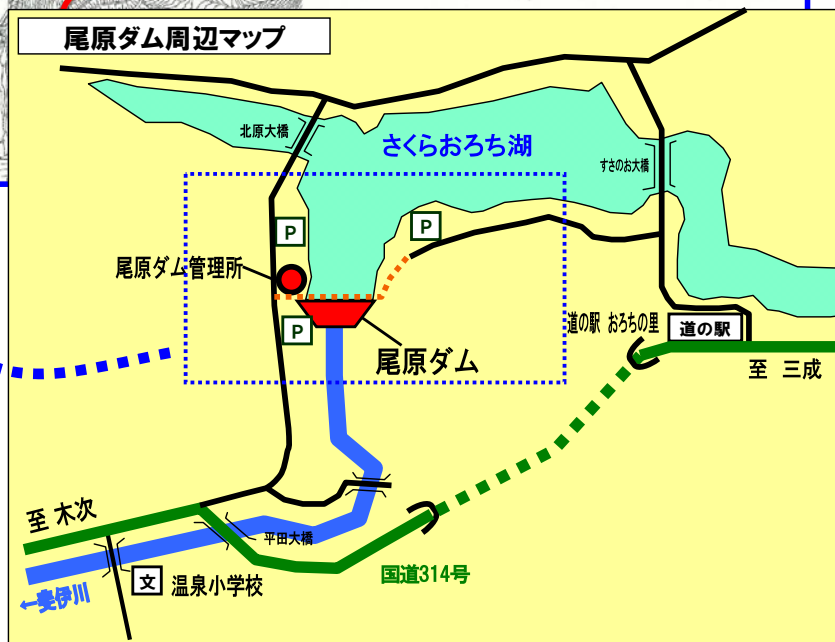 尾原ダム周辺マップ
北原大橋
さくらおろち湖
すさのお大橋
P
P
尾原ダム管理所
P
尾原ダム
道の駅 おろちの里
道の駅
至 三成
至 木次
平田大橋
文
温泉小学校
国道314号
←斐伊川